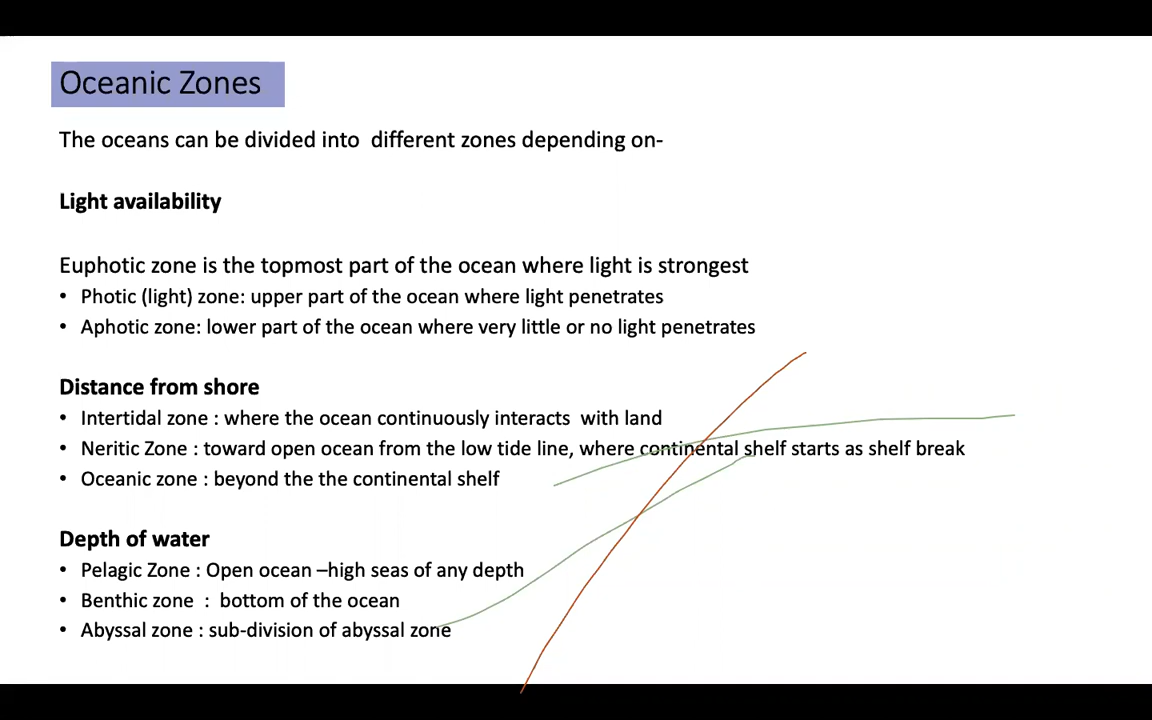 Oceanic Zones
The oceans can be divided into different zones depending on-
Light availability
Euphotic zone is the topmost part of the ocean where light is strongest
• Photic (light) zone: upper part of the ocean where light penetrates
• Aphotic zone: lower part of the ocean where very little or no light penetrates
Distance from shore
• Intertidal zone : where the ocean continuously interacts with land
• Neritic Zone : toward open ocean from the low tide line, where continental shelf starts as shelf break
• Oceanic zone : beyond the the continental shelf
Depth of water
• Pelagic Zone : Open ocean –high seas of any depth
• Benthic zone : bottom of the ocean
• Abyssal zone : sub-division of abyssal zone